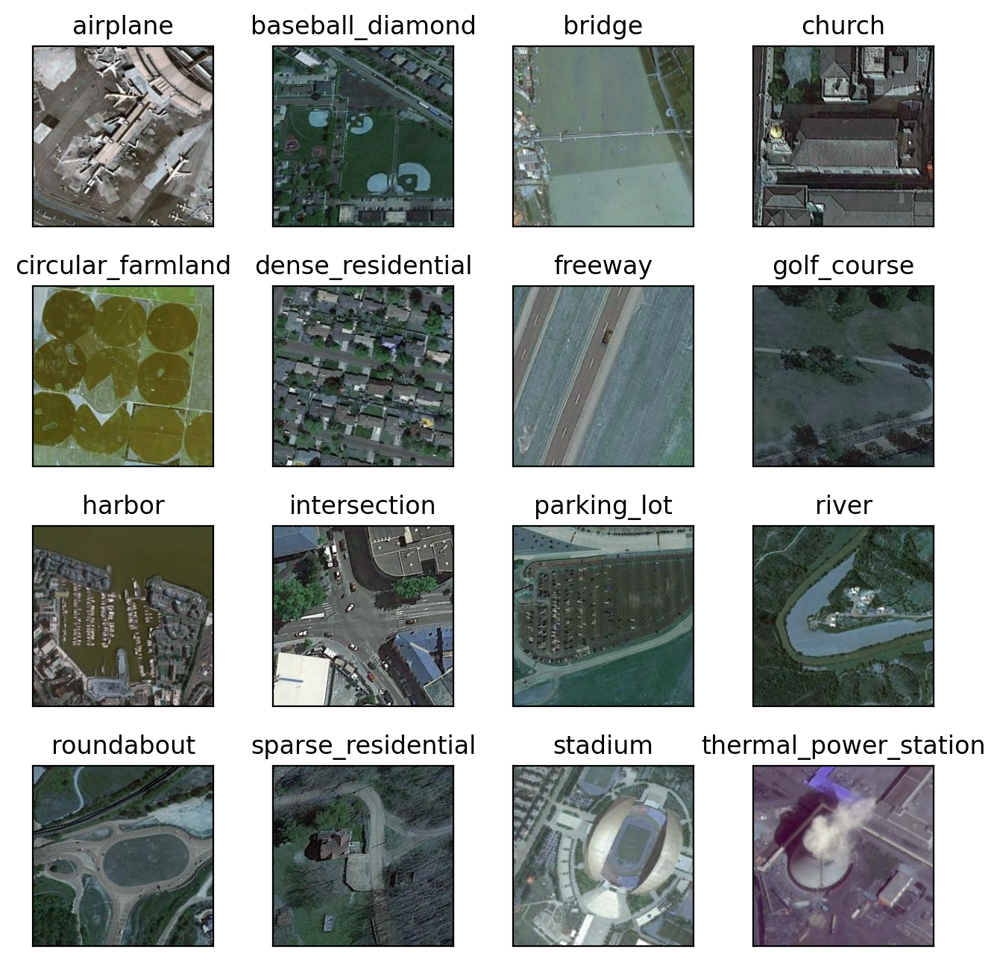 airplane
baseball_diamond
bridge
church
circular_farmland
dense_residential
freeway
golf_course
harbor
intersection
parking_lot
river
roundabout
sparse_residential
stadium
thermal_power_station